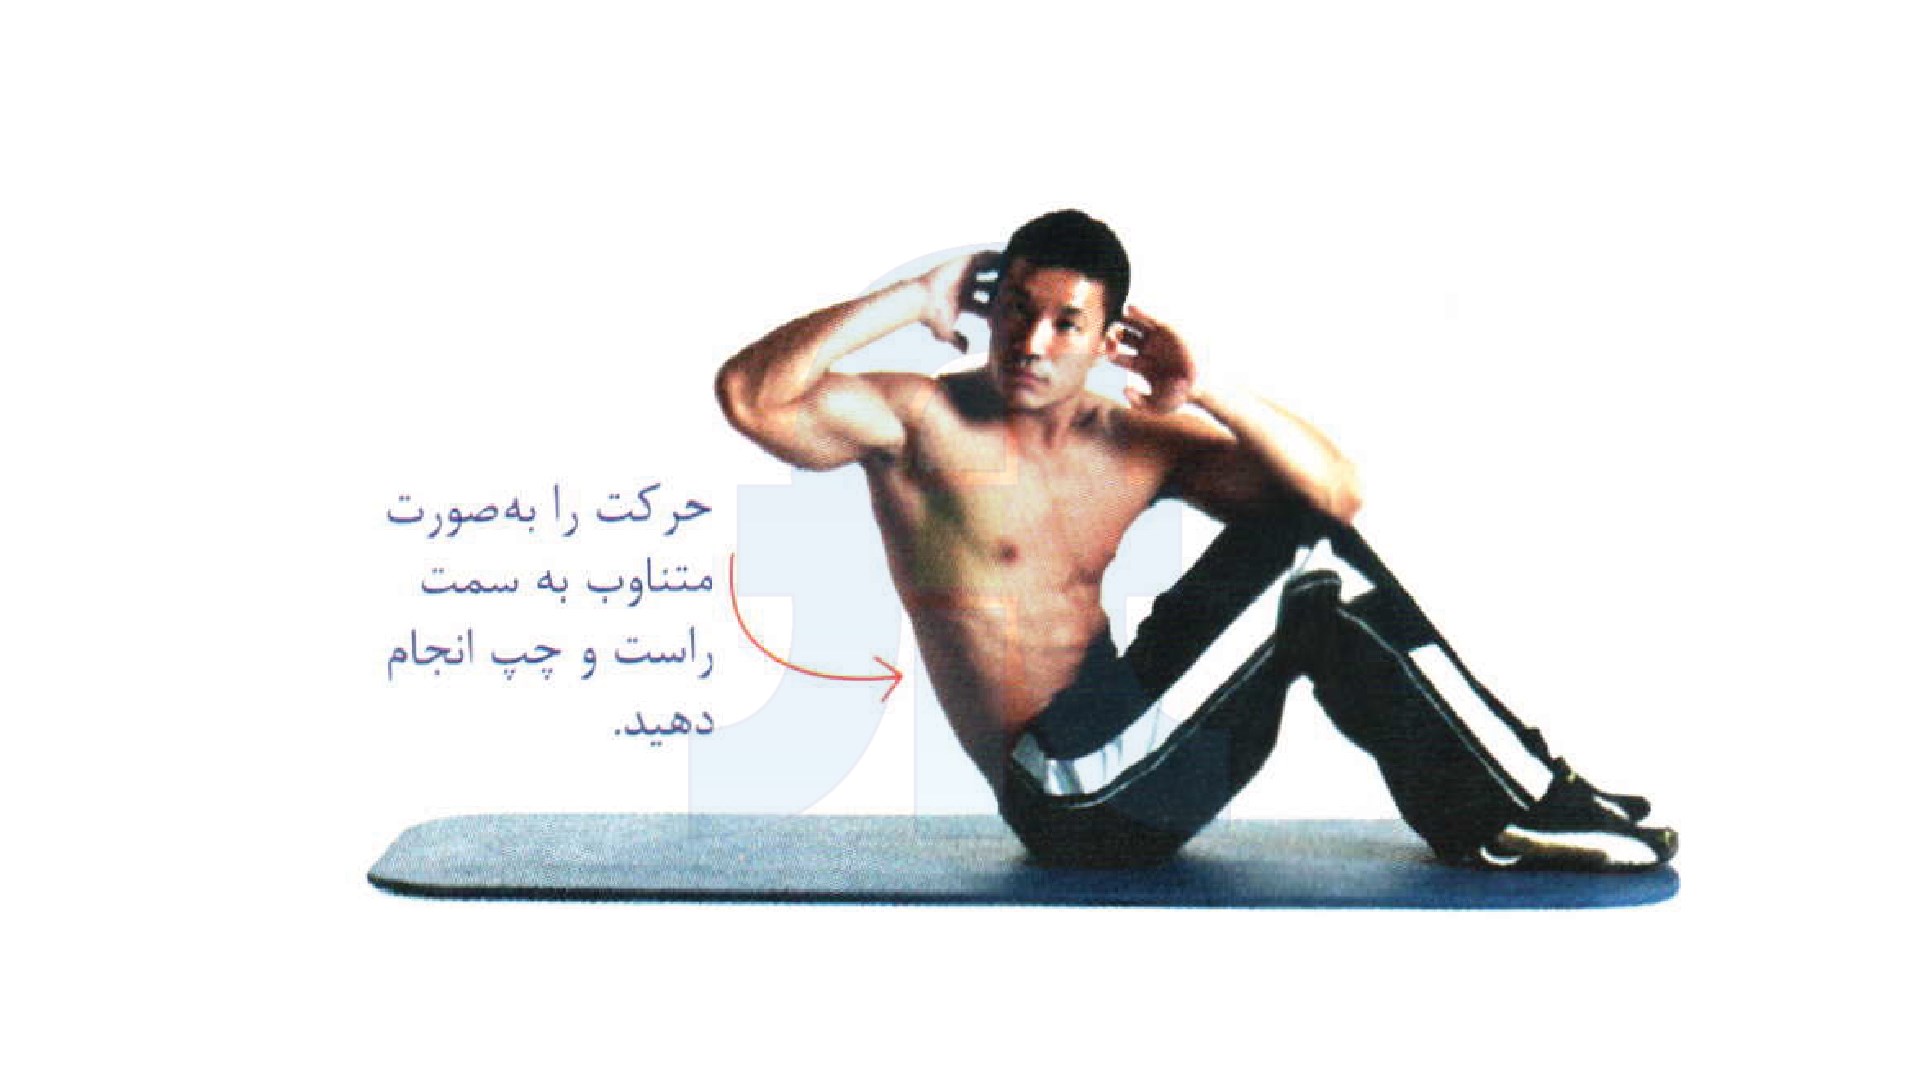 حرکت را به‌صورت
متناوب به سمت
راست و چپ انجام
دهید.